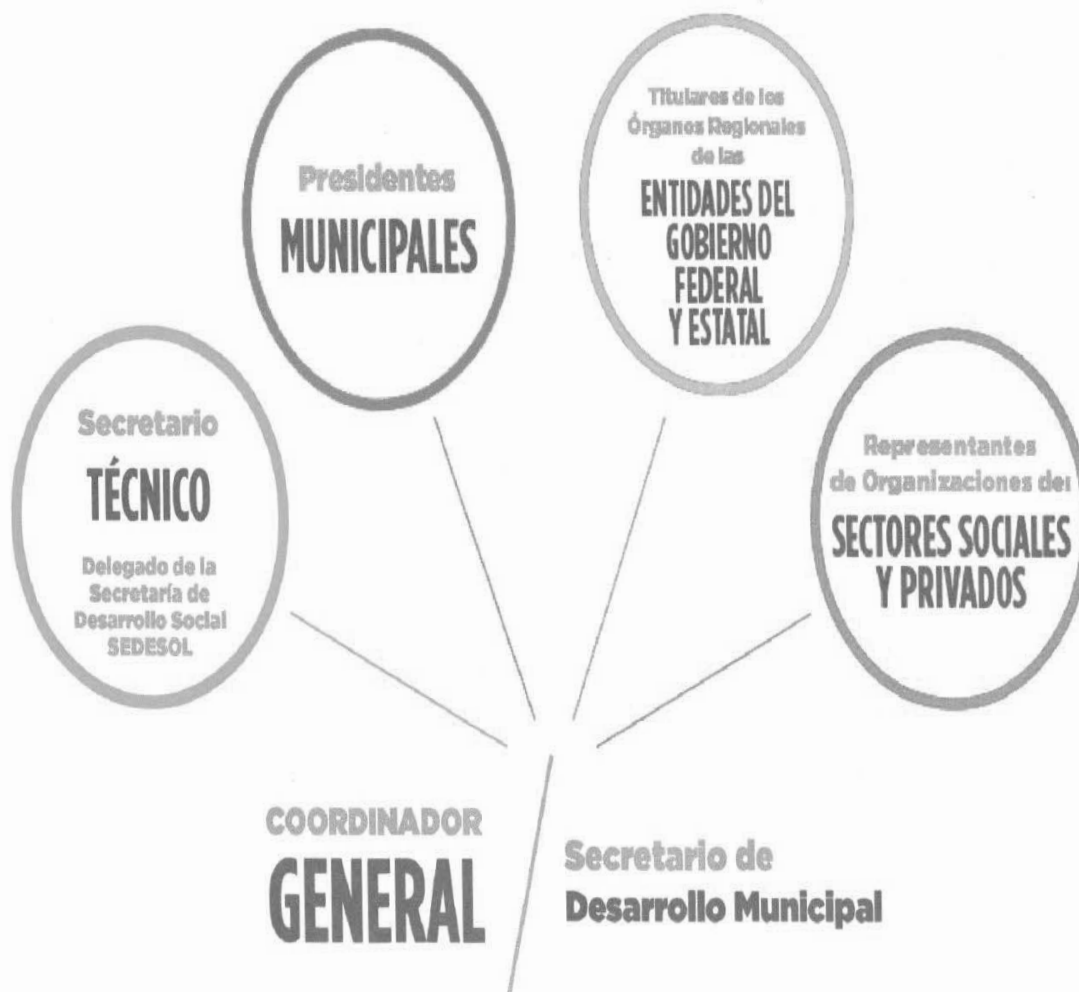 Presidentes
MUNICIPALES
Titulares de los
Órganos Regionales
de las
ENTIDADES DEL
GOBIERNO
FEDERAL
Y ESTATAL
Secretario
TÉCNICO
Delegado de la
Secretaría de
Desarrollo Social
SEDESOL
Representantes
de Organizaciones de
SECTORES SOCIALES
Y PRIVADOS
COORDINADOR
GENERAL
Secretario de
Desarrollo Municipal